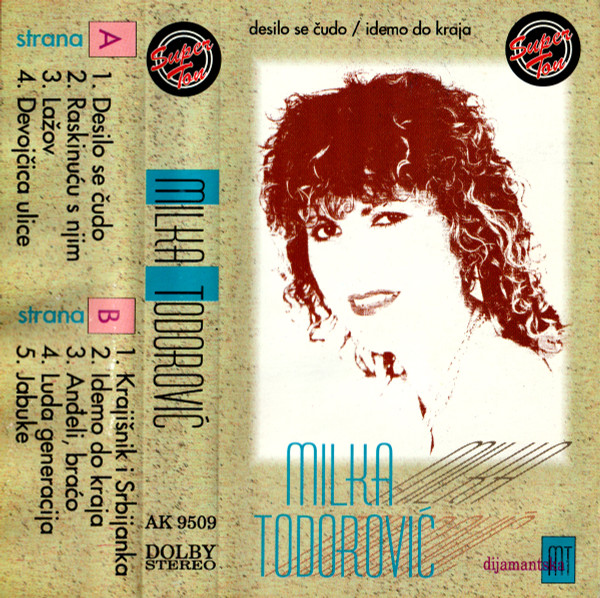 strana A
1. Desilo se čudo
2. Raskinuću s njim
3. Lažov
4. Devojčica ulice
strana B
1. Krajišnik i Srbijanka
2. Idemo do kraja
3. Anđeli, braćo
4. Luda generacija
5. Jabuke
Super
Ton
MILKA TODOROVIĆ
AK 9509
DOLBY
STEREO
desilo se čudo / idemo do kraja
Super
Ton
MILKA
TODOROVIĆ
dijamantska
MT